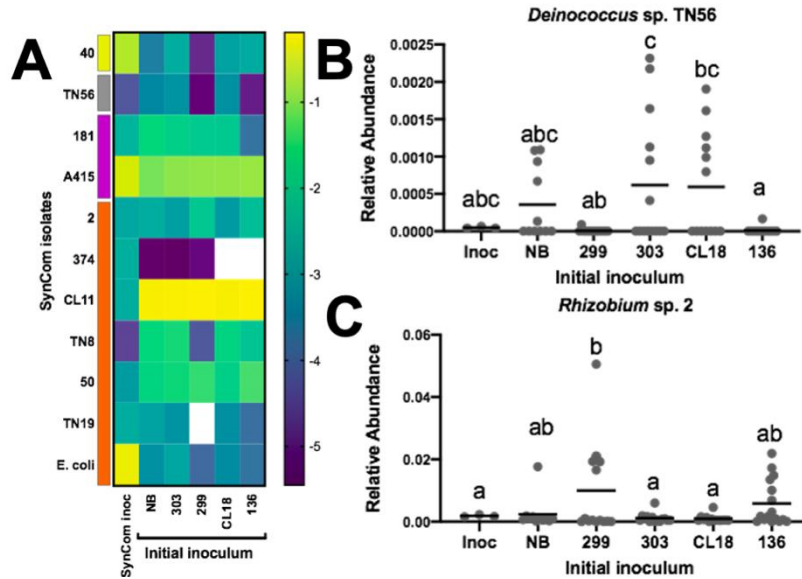 A
SynCom isolates
40
TN56
181
A415
2
374
CL11
TN8
50
TN19
E. coli
SynCom inoc
NB
303
299
CL18
136
Initial inoculum
-1
-2
-3
-4
-5
B
Deinococcus sp. TN56
Relative Abundance
0.0025
0.0020
0.0015
0.0010
0.0005
0.0000
abc
abc
ab
c
bc
a
Inoc NB 299 303 CL18 136
Initial inoculum
C
Rhizobium sp. 2
Relative Abundance
0.06
0.04
0.02
0.00
a
ab
b
a
a
ab
Inoc NB 299 303 CL18 136
Initial inoculum